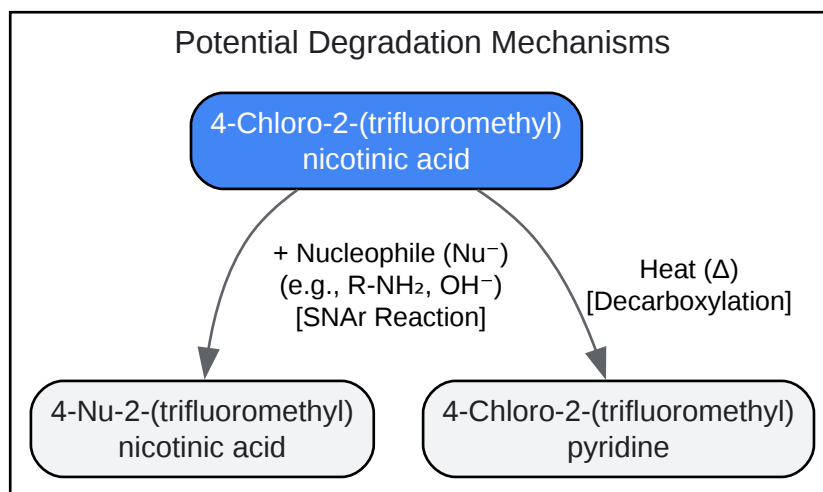 Potential Degradation Mechanisms
4-Chloro-2-(trifluoromethyl)
nicotinic acid
+ Nucleophile (Nu⁻)
(e.g., R-NH₂, OH⁻)
[SNAr Reaction]
Heat (Δ)
[Decarboxylation]
4-Nu-2-(trifluoromethyl)
nicotinic acid
4-Chloro-2-(trifluoromethyl)
pyridine